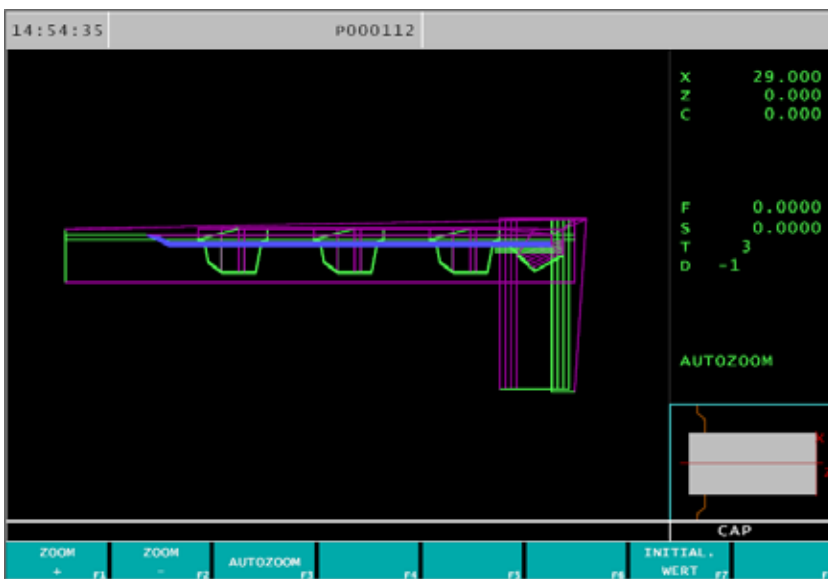 14:54:35 P000112
X 29.000
Z 0.000
C 0.000
F 0.0000
S 0.0000
T 3
D -1
AUTOZOOM
X
Z
CAP
ZOOM + F1
ZOOM - F2
AUTOZOOM F3
F4
F5
F6
INITIAL. WERT F7